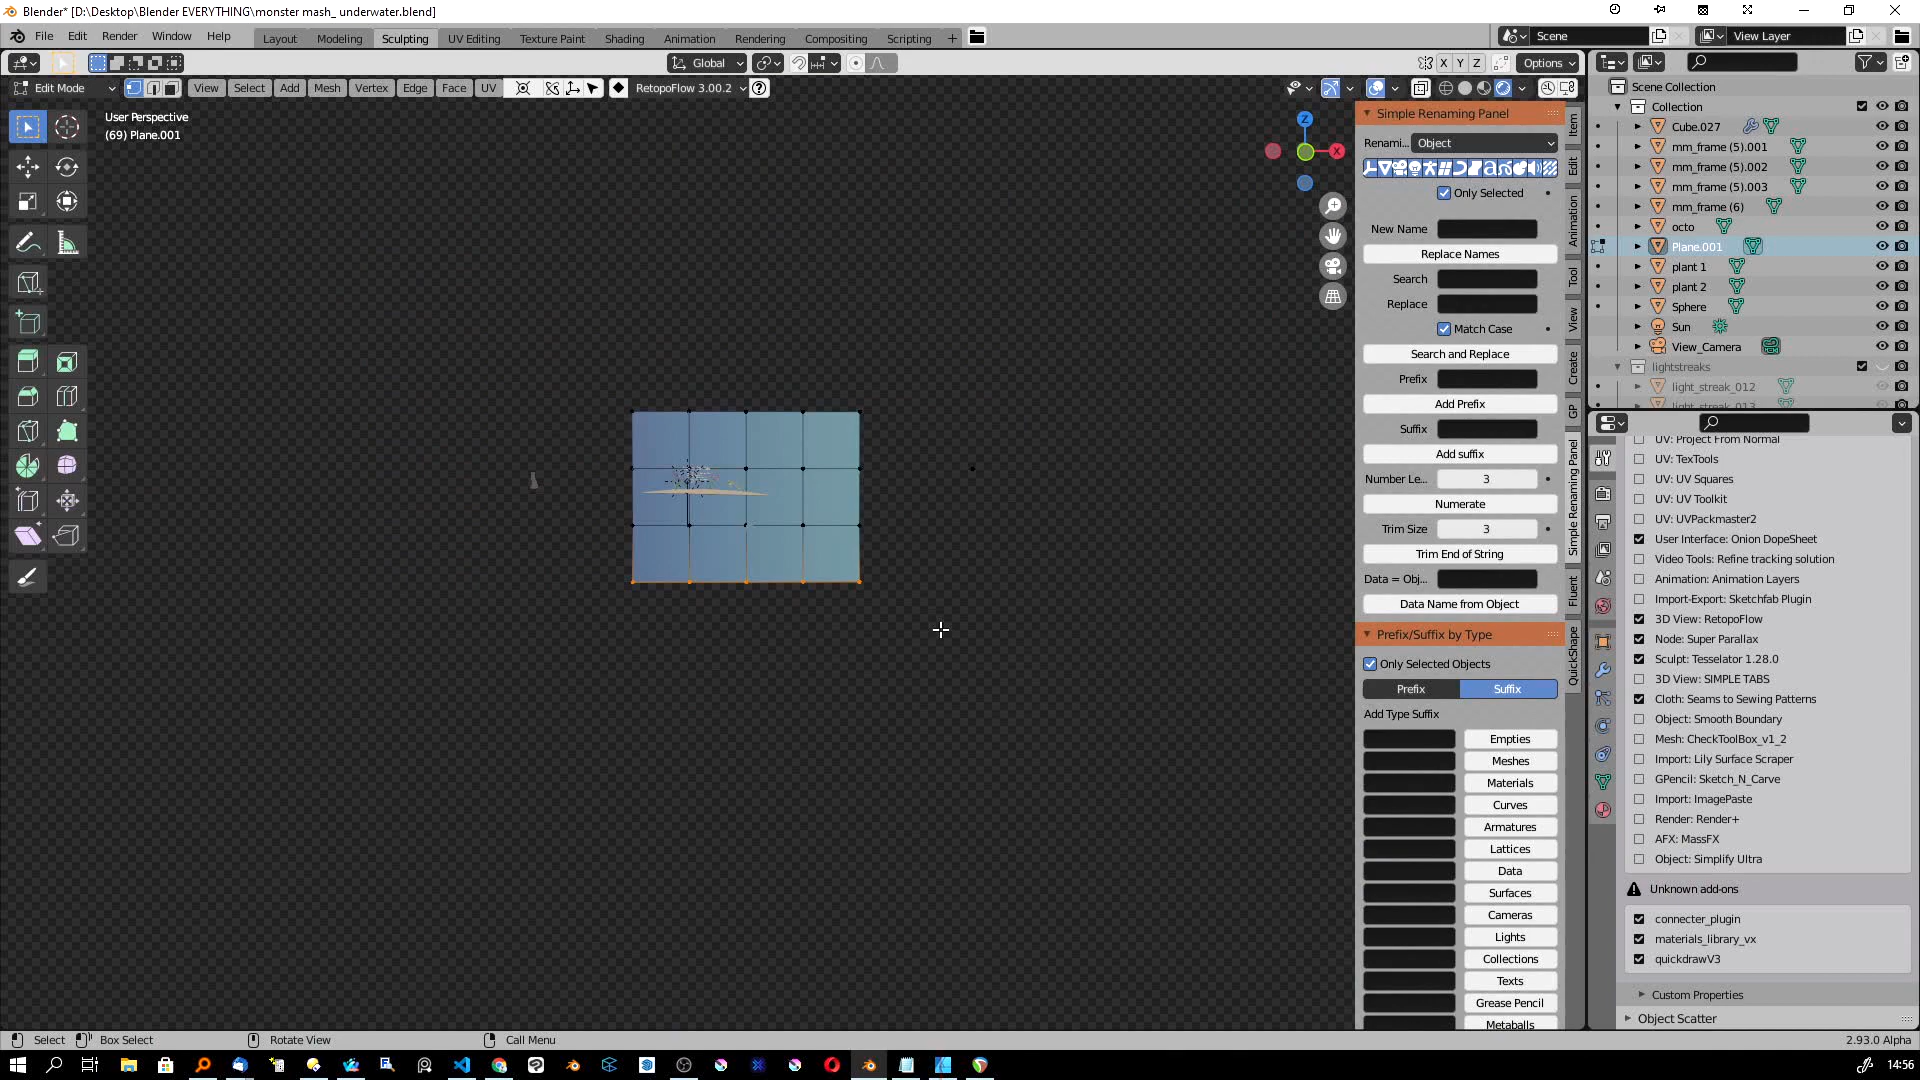 Blender* [D:\Desktop\Blender EVERYTHING\monster mash_ underwater.blend]
File Edit Render Window Help Layout Modeling Sculpting UV Editing Texture Paint Shading Animation Rendering Compositing Scripting Scene View Layer
Global X Y Z Options
Edit Mode View Select Add Mesh Vertex Edge Face UV RetopoFlow 3.00.2
User Perspective
(69) Plane.001
Z
X
Simple Renaming Panel
Renami... Object
Only Selected
New Name
Replace Names
Search
Replace
Match Case
Search and Replace
Prefix
Add Prefix
Suffix
Add suffix
Number Le... 3
Numerate
Trim Size 3
Trim End of String
Data = Obj...
Data Name from Object
Prefix/Suffix by Type
Only Selected Objects
Prefix Suffix
Add Type Suffix
Empties
Meshes
Materials
Curves
Armatures
Lattices
Data
Surfaces
Cameras
Lights
Collections
Texts
Grease Pencil
Metaballs
Item
Edit
Animation
Tool
View
Create
GP
Simple Renaming Panel
Fluent
QuickShape
Scene Collection
Collection
Cube.027
mm_frame (5).001
mm_frame (5).002
mm_frame (5).003
mm_frame (6)
octo
Plane.001
plant 1
plant 2
Sphere
Sun
View_Camera
lightstreaks
light_streak_012
light_streak_013
UV: Project From Normal
UV: TexTools
UV: UV Squares
UV: UV Toolkit
UV: UVPackmaster2
User Interface: Onion DopeSheet
Video Tools: Refine tracking solution
Animation: Animation Layers
Import-Export: Sketchfab Plugin
3D View: RetopoFlow
Node: Super Parallax
Sculpt: Tesselator 1.28.0
3D View: SIMPLE TABS
Cloth: Seams to Sewing Patterns
Object: Smooth Boundary
Mesh: CheckToolBox_v1_2
Import: Lily Surface Scraper
GPencil: Sketch_N_Carve
Import: ImagePaste
Render: Render+
AFX: MassFX
Object: Simplify Ultra
Unknown add-ons
connecter_plugin
materials_library_vx
quickdrawV3
Custom Properties
Object Scatter
Select Box Select Rotate View Call Menu 2.93.0 Alpha
14:56